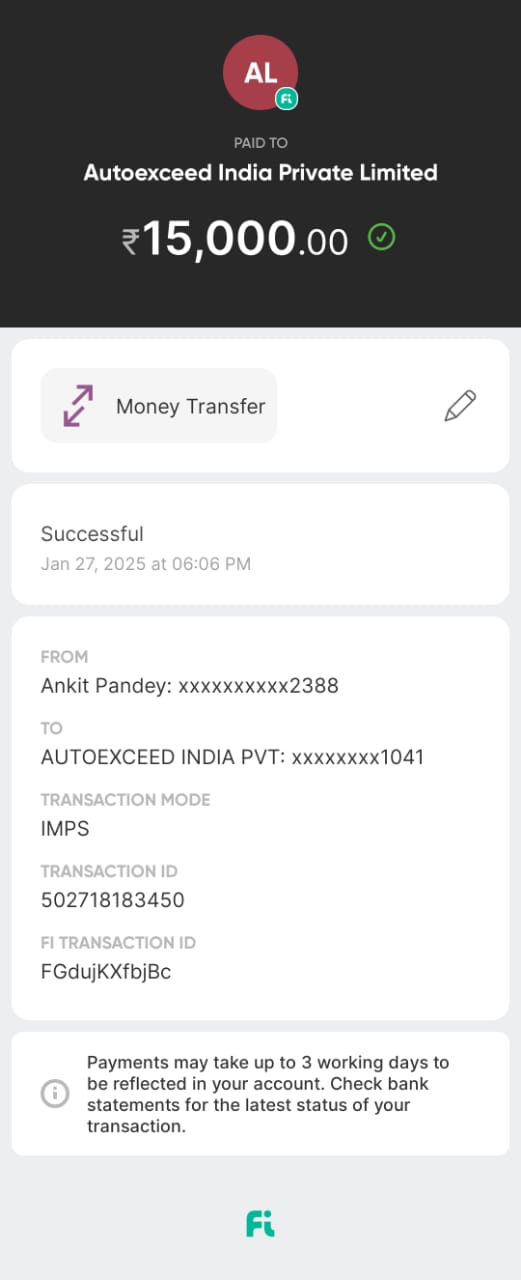 AL
Fi
PAID TO
Autoexceed India Private Limited
₹15,000.00
Money Transfer
Successful
Jan 27, 2025 at 06:06 PM
FROM
Ankit Pandey: xxxxxxxxxx2388
TO
AUTOEXCEED INDIA PVT: xxxxxxxx1041
TRANSACTION MODE
IMPS
TRANSACTION ID
502718183450
FI TRANSACTION ID
FGdujKXfbjBc
Payments may take up to 3 working days to
be reflected in your account. Check bank
statements for the latest status of your
transaction.
Fi